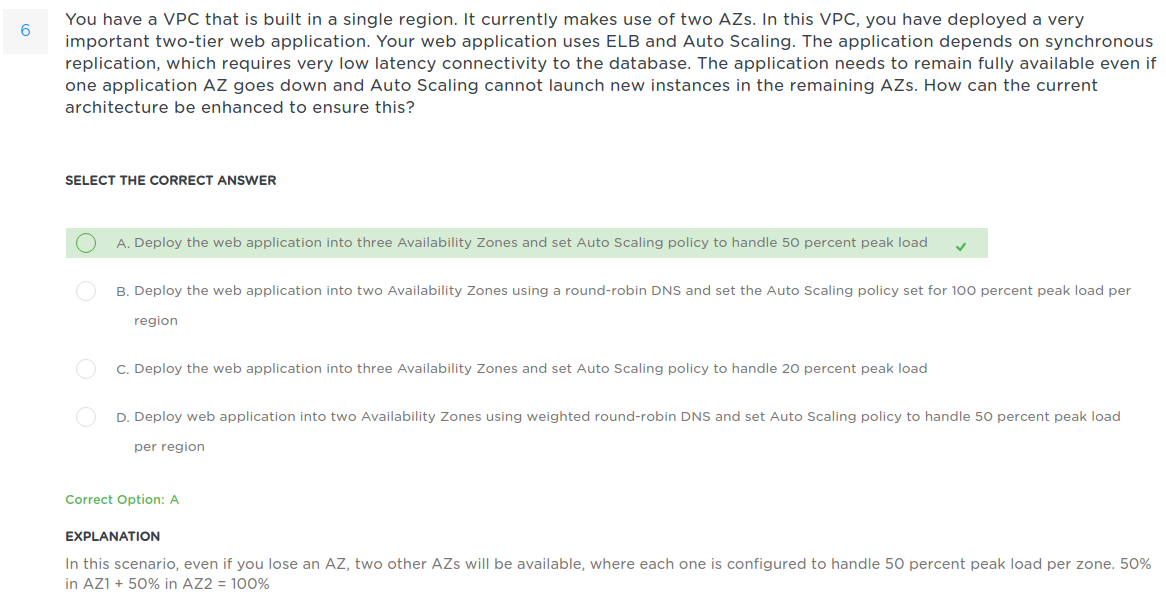 6
You have a VPC that is built in a single region. It currently makes use of two AZs. In this VPC, you have deployed a very
important two-tier web application. Your web application uses ELB and Auto Scaling. The application depends on synchronous
replication, which requires very low latency connectivity to the database. The application needs to remain fully available even if
one application AZ goes down and Auto Scaling cannot launch new instances in the remaining AZs. How can the current
architecture be enhanced to ensure this?
SELECT THE CORRECT ANSWER
A. Deploy the web application into three Availability Zones and set Auto Scaling policy to handle 50 percent peak load
B. Deploy the web application into two Availability Zones using a round-robin DNS and set the Auto Scaling policy set for 100 percent peak load per
region
C. Deploy the web application into three Availability Zones and set Auto Scaling policy to handle 20 percent peak load
D. Deploy web application into two Availability Zones using weighted round-robin DNS and set Auto Scaling policy to handle 50 percent peak load
per region
Correct Option: A
EXPLANATION
In this scenario, even if you lose an AZ, two other AZs will be available, where each one is configured to handle 50 percent peak load per zone. 50%
in AZ1 + 50% in AZ2 = 100%